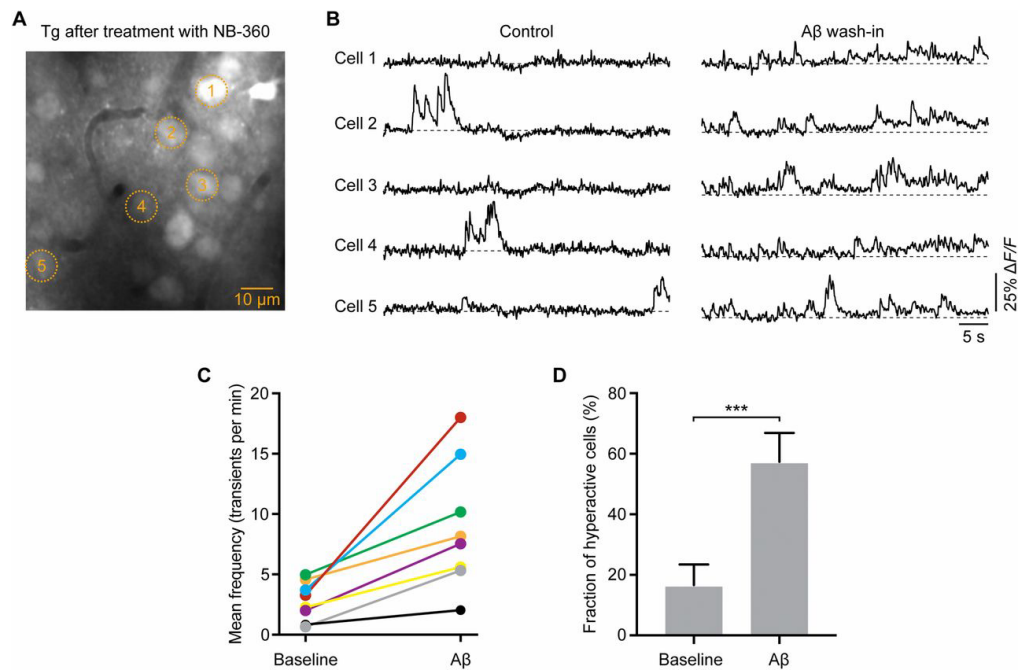 A
Tg after treatment with NB-360
1
2
3
4
5
10 µm
B
Control
Aβ wash-in
Cell 1
Cell 2
Cell 3
Cell 4
Cell 5
25% ΔF/F
5 s
C
Mean frequency (transients per min)
20
15
10
5
0
Baseline
Aβ
D
Fraction of hyperactive cells (%)
80
60
40
20
0
***
Baseline
Aβ